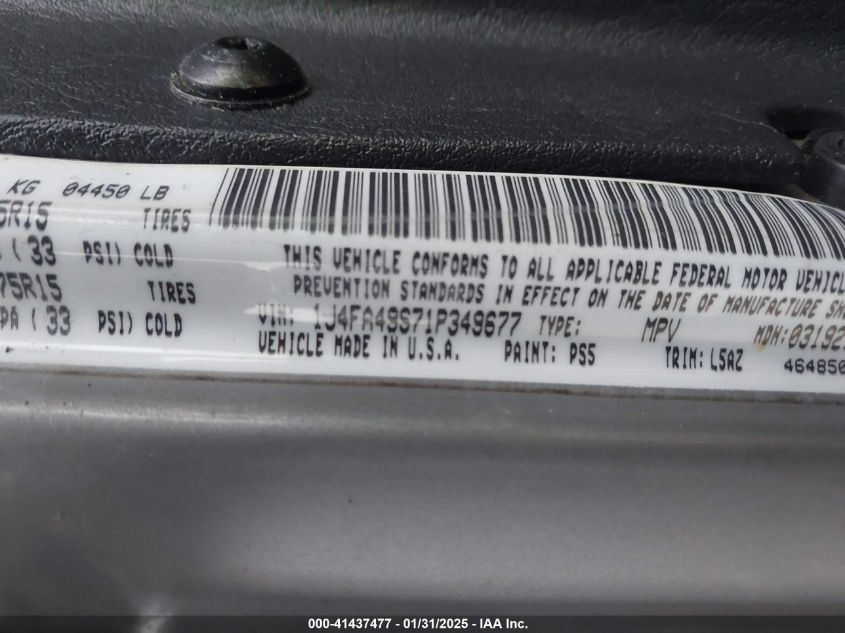 KG 04450 LB
5R15 TIRES
( 33 PSI) COLD
75R15 TIRES
PA ( 33 PSI) COLD
THIS VEHICLE CONFORMS TO ALL APPLICABLE FEDERAL MOTOR VEHICL
PREVENTION STANDARDS IN EFFECT ON THE DATE OF MANUFACTURE
VIN: 1J4FA49S71P349677 TYPE: MPV MDH:03192
VEHICLE MADE IN U.S.A. PAINT: PS5 TRIM: L5AZ 464850
000-41437477 - 01/31/2025 - IAA Inc.